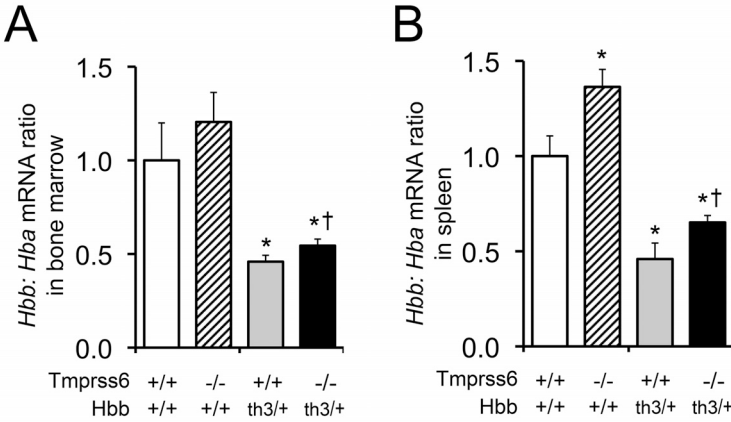 A
Hbb: Hba mRNA ratio
in bone marrow
1.5
1.0
0.5
0.0
*
*†
Tmprss6 +/+ -/- +/+ -/-
Hbb +/+ +/+ th3/+ th3/+
B
Hbb: Hba mRNA ratio
in spleen
1.5
1.0
0.5
0.0
*
*
*†
Tmprss6 +/+ -/- +/+ -/-
Hbb +/+ +/+ th3/+ th3/+